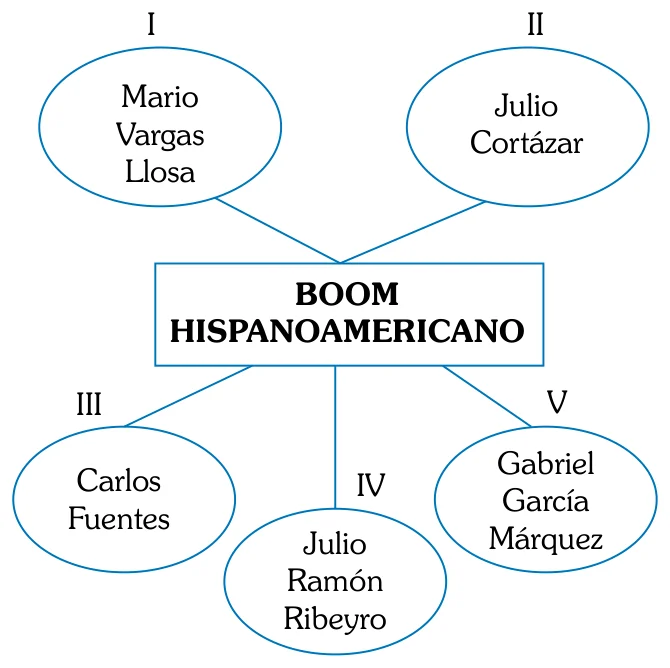 I
Mario
Vargas
Llosa
II
Julio
Cortázar
BOOM
HISPANOAMERICANO
III
Carlos
Fuentes
IV
Julio
Ramón
Ribeyro
V
Gabriel
García
Márquez